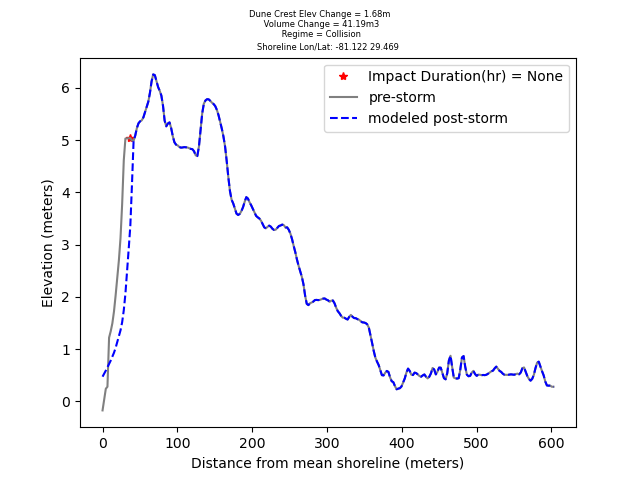 Dune Crest Elev Change = 1.68m
Volume Change = 41.19m3
Regime = Collision
Shoreline Lon/Lat: -81.122 29.469
Impact Duration(hr) = None
pre-storm
modeled post-storm
Elevation (meters)
6
5
4
3
2
1
0
0 100 200 300 400 500 600
Distance from mean shoreline (meters)